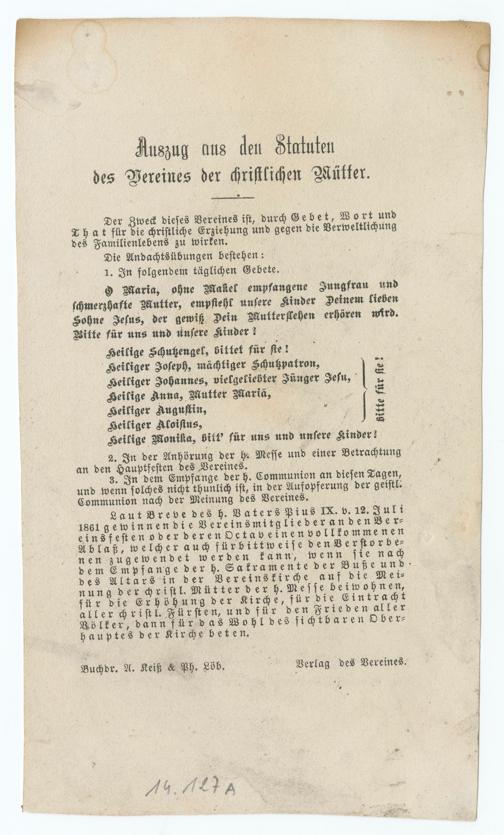 Auszug aus den Statuten
des Vereines der christlichen Mütter.
Der Zweck dieses Vereines ist, durch Gebet, Wort und
That für die christliche Erziehung und gegen die Verweltlichung
des Familienlebens zu wirken.
Die Andachtsübungen bestehen:
1. In folgendem täglichen Gebete.
O Maria, ohne Makel empfangene Jungfrau und
schmerzhafte Mutter, empfiehl unsere Kinder Deinem lieben
Sohne Jesus, der gewiß Dein Mutterflehen erhören wird.
Bitte für uns und unsere Kinder!
Heilige Schutzengel, bittet für sie!
Heiliger Joseph, mächtiger Schutzpatron,
Heiliger Johannes, vielgeliebter Jünger Jesu,
Heilige Anna, Mutter Mariä,
Heiliger Augustin,
Heiliger Aloisius,
bitte für sie!
Heilige Monika, bitt' für uns und unsere Kinder!
2. In der Anhörung der h. Messe und einer Betrachtung
an den Hauptfesten des Vereines.
3. In dem Empfange der h. Communion an diesen Tagen,
und wenn solches nicht thunlich ist, in der Aufopferung der geistl.
Communion nach der Meinung des Vereines.
Laut Breve des h. Vaters Pius IX. v. 12. Juli
1861 gewinnen die Vereinsmitglieder an den Ver-
einsfesten oder deren Octav einen vollkommenen
Ablaß, welcher auch fürbittweise den Verstorbe-
nen zugewendet werden kann, wenn sie nach
dem Empfange der h. Sakramente der Buße und
des Altars in der Vereinskirche auf die Mei-
nung der christl. Mütter der h. Messe beiwohnen,
für die Erhöhung der Kirche, für die Eintracht
aller christl. Fürsten, und für den Frieden aller
Völker, dann für das Wohl des sichtbaren Ober-
hauptes der Kirche beten.
Buchdr. A. Keiß & Ph. Löb. Verlag des Vereines.
14.127A